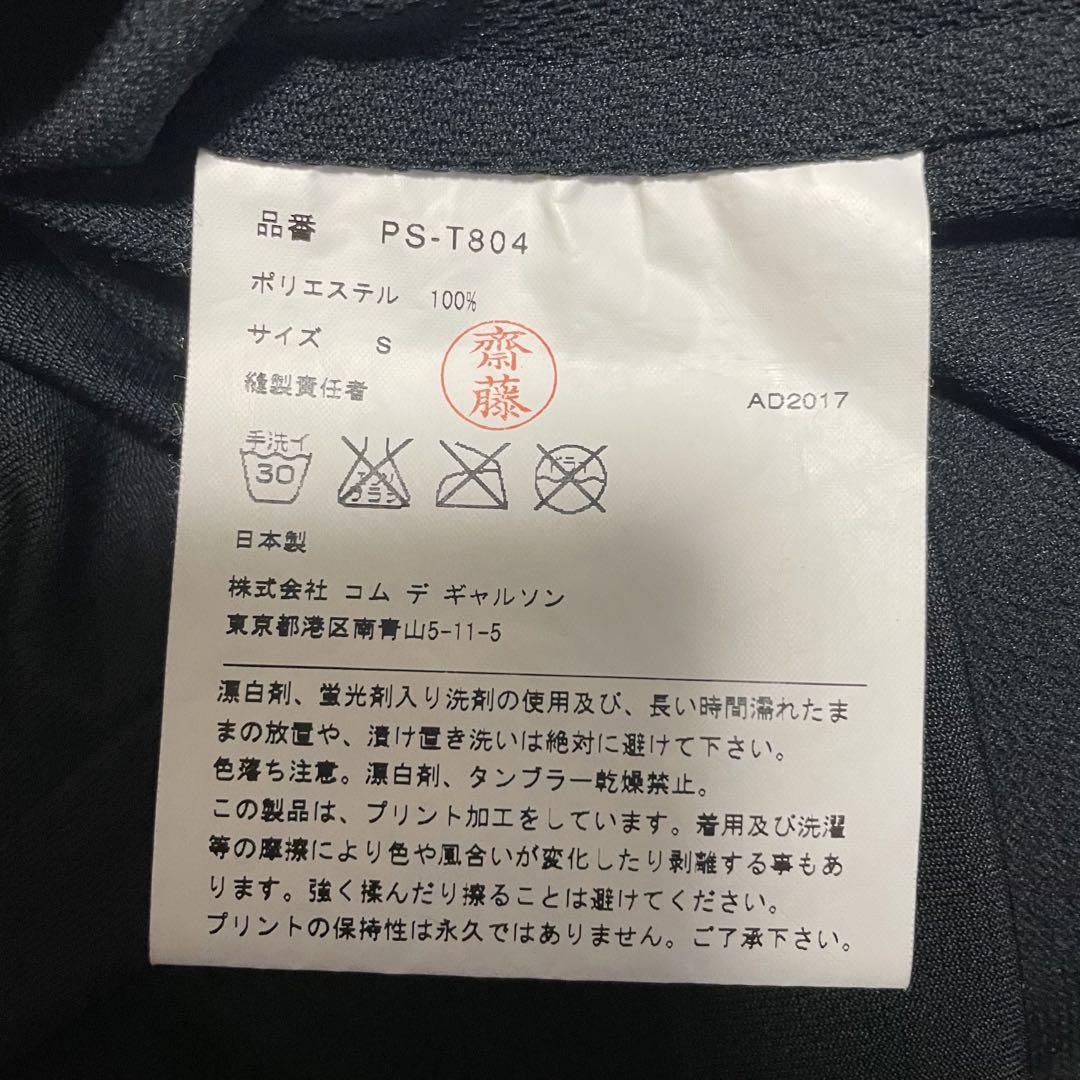 品番 PS-T804
ポリエステル 100%
サイズ S
齋藤
縫製責任者
AD2017
手洗イ
30
エンソ
サラシ
ドライ
日本製
株式会社 コム デ ギャルソン
東京都港区南青山5-11-5
漂白剤、蛍光剤入り洗剤の使用及び、長い時間濡れたま
まの放置や、漬け置き洗いは絶対に避けて下さい。
色落ち注意。漂白剤、タンブラー乾燥禁止。
この製品は、プリント加工をしています。着用及び洗濯
等の摩擦により色や風合いが変化したり剥離する事もあ
ります。強く揉んだり擦ることは避けてください。
プリントの保持性は永久ではありません。ご了承下さい。